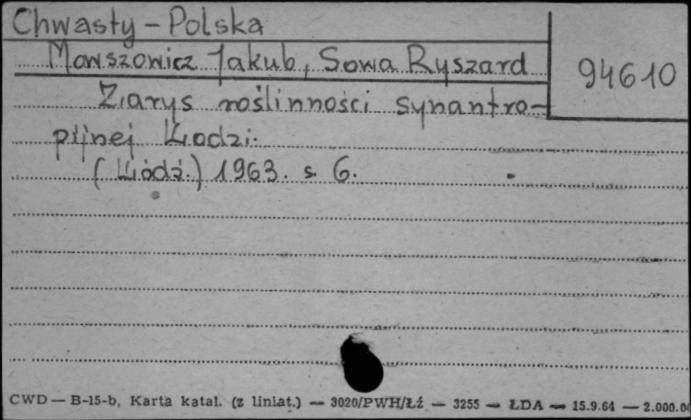 Chwasty - Polska
94610
Mowszowicz Jakub, Sowa Ryszard
Zarys roślinności synantro-
pijnej Łodzi.
(Łódź.) 1963. s. 6.
CWD — B-15-b, Karta katal. (z liniat.) — 3020/PWH/Łź — 3255 — ŁDA — 15.9.64 — 2.000.0